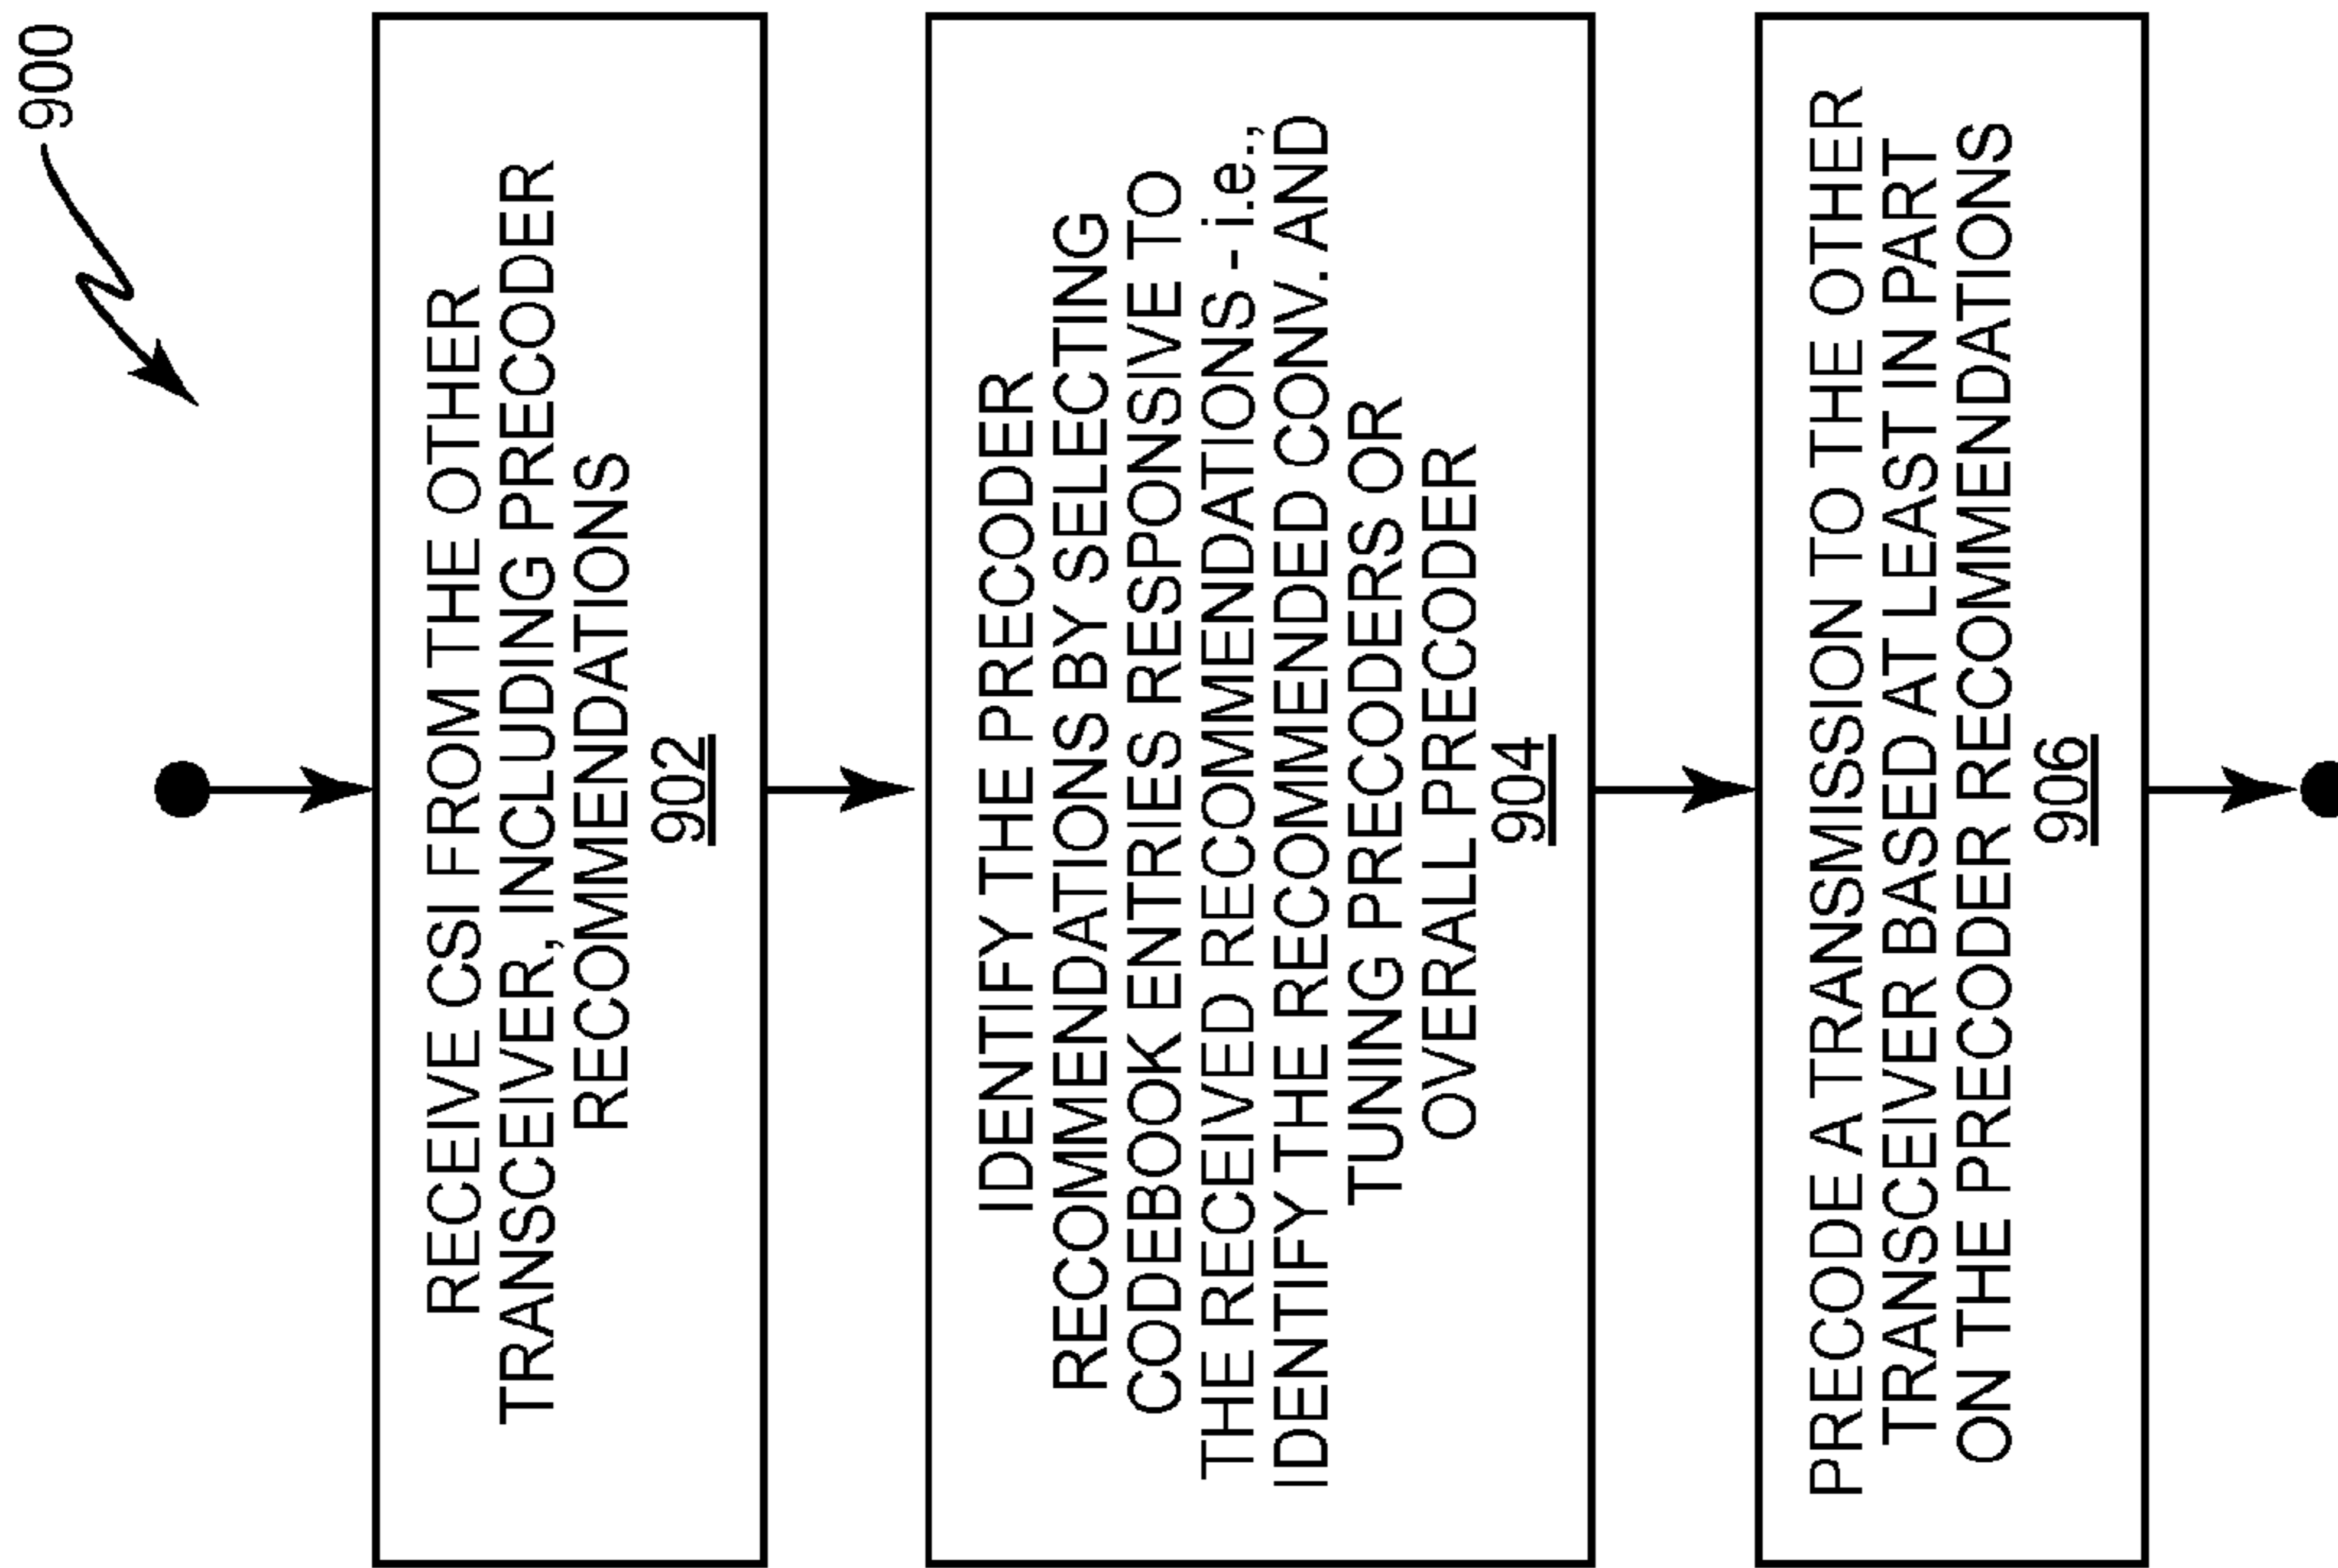 900
RECEIVE CSI FROM THE OTHER
TRANSCEIVER, INCLUDING PRECODER
RECOMMENDATIONS
902
IDENTIFY THE PRECODER
RECOMMENDATIONS BY SELECTING
CODEBOOK ENTRIES RESPONSIVE TO
THE RECEIVED RECOMMENDATIONS - i.e.,
IDENTIFY THE RECOMMENDED CONV. AND
TUNING PRECODERS OR
OVERALL PRECODER
904
PRECODE A TRANSMISSION TO THE OTHER
TRANSCEIVER BASED AT LEAST IN PART
ON THE PRECODER RECOMMENDATIONS
906